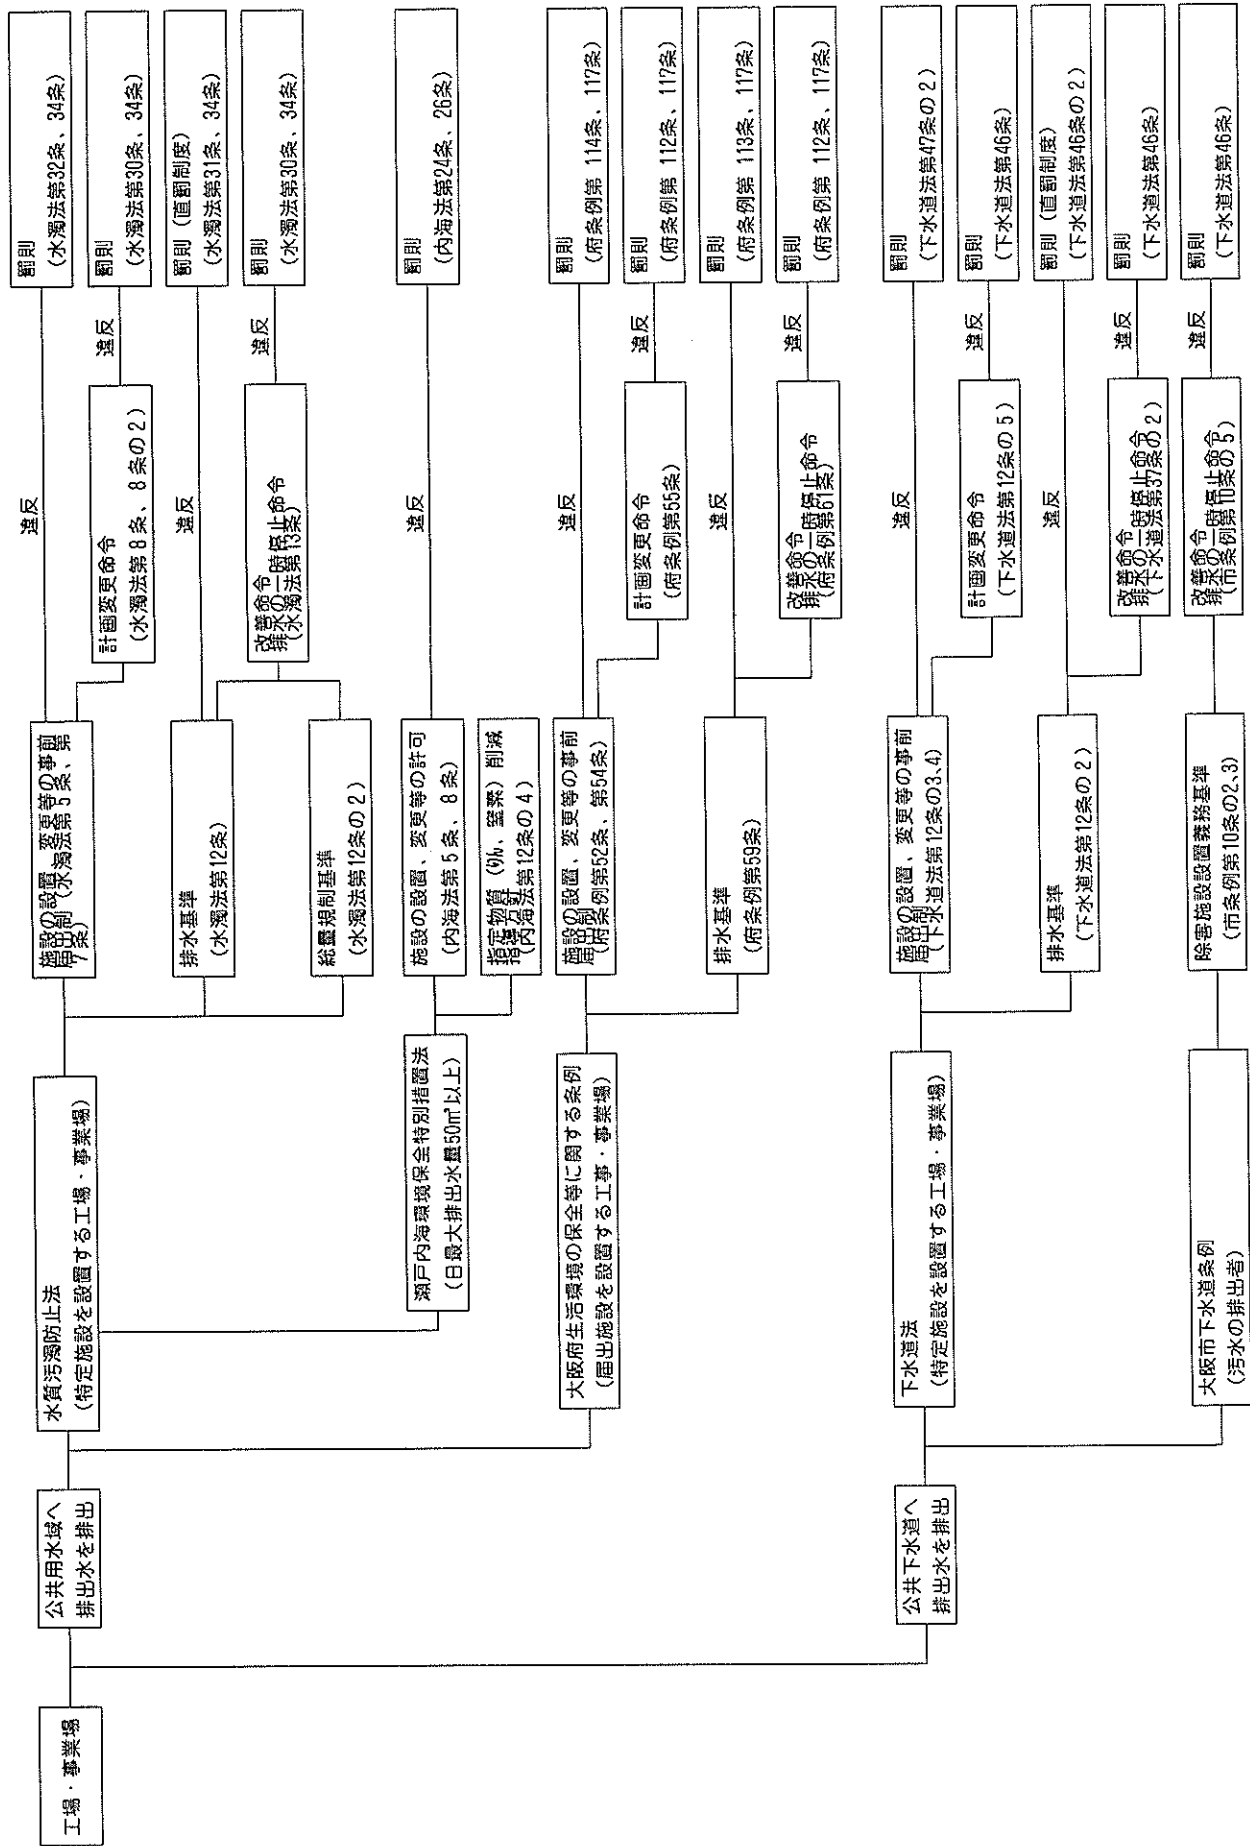 工場・事業場
公共用水域へ
排出水を排出
水質汚濁防止法
(特定施設を設置する工場・事業場)
施設の設置、変更等の事前
届出制 (水濁法第5条、第
7条)
違反
罰則
(水濁法第32条、34条)
計画変更命令
(水濁法第8条、8条の2)
違反
罰則
(水濁法第30条、34条)
排水基準
(水濁法第12条)
違反
罰則 (直罰制度)
(水濁法第31条、34条)
総量規制基準
(水濁法第12条の2)
改善命令
排水の一時停止命令
(水濁法第13条)
違反
罰則
(水濁法第30条、34条)
瀬戸内海環境保全特別措置法
(日最大排出水量50㎥以上)
施設の設置、変更等の許可
(内海法第5条、8条)
違反
罰則
(内海法第24条、26条)
指定物質 (りん、窒素) 削減
指導方針
(内海法第12条の4)
大阪府生活環境の保全等に関する条例
(届出施設を設置する工事・事業場)
施設の設置、変更等の事前
届出制
(府条例第52条、第54条)
違反
罰則
(府条例第 114条、117条)
計画変更命令
(府条例第55条)
違反
罰則
(府条例第 112条、117条)
排水基準
(府条例第59条)
違反
罰則
(府条例第 113条、117条)
改善命令
排水の一時停止命令
(府条例第61条)
違反
罰則
(府条例第 112条、117条)
公共下水道へ
排出水を排出
下水道法
(特定施設を設置する工場・事業場)
施設の設置、変更等の事前
届出制
(下水道法第12条の3、4)
違反
罰則
(下水道法第47条の2)
計画変更命令
(下水道法第12条の5)
違反
罰則
(下水道法第46条)
排水基準
(下水道法第12条の2)
違反
罰則 (直罰制度)
(下水道法第46条の2)
改善命令
排水の一時停止命令
(下水道法第37条の2)
違反
罰則
(下水道法第46条)
大阪市下水道条例
(汚水の排出者)
除害施設設置義務基準
(市条例第10条の2、3)
改善命令
排水の一時停止命令
(市条例第10条の5)
違反
罰則
(下水道法第46条)